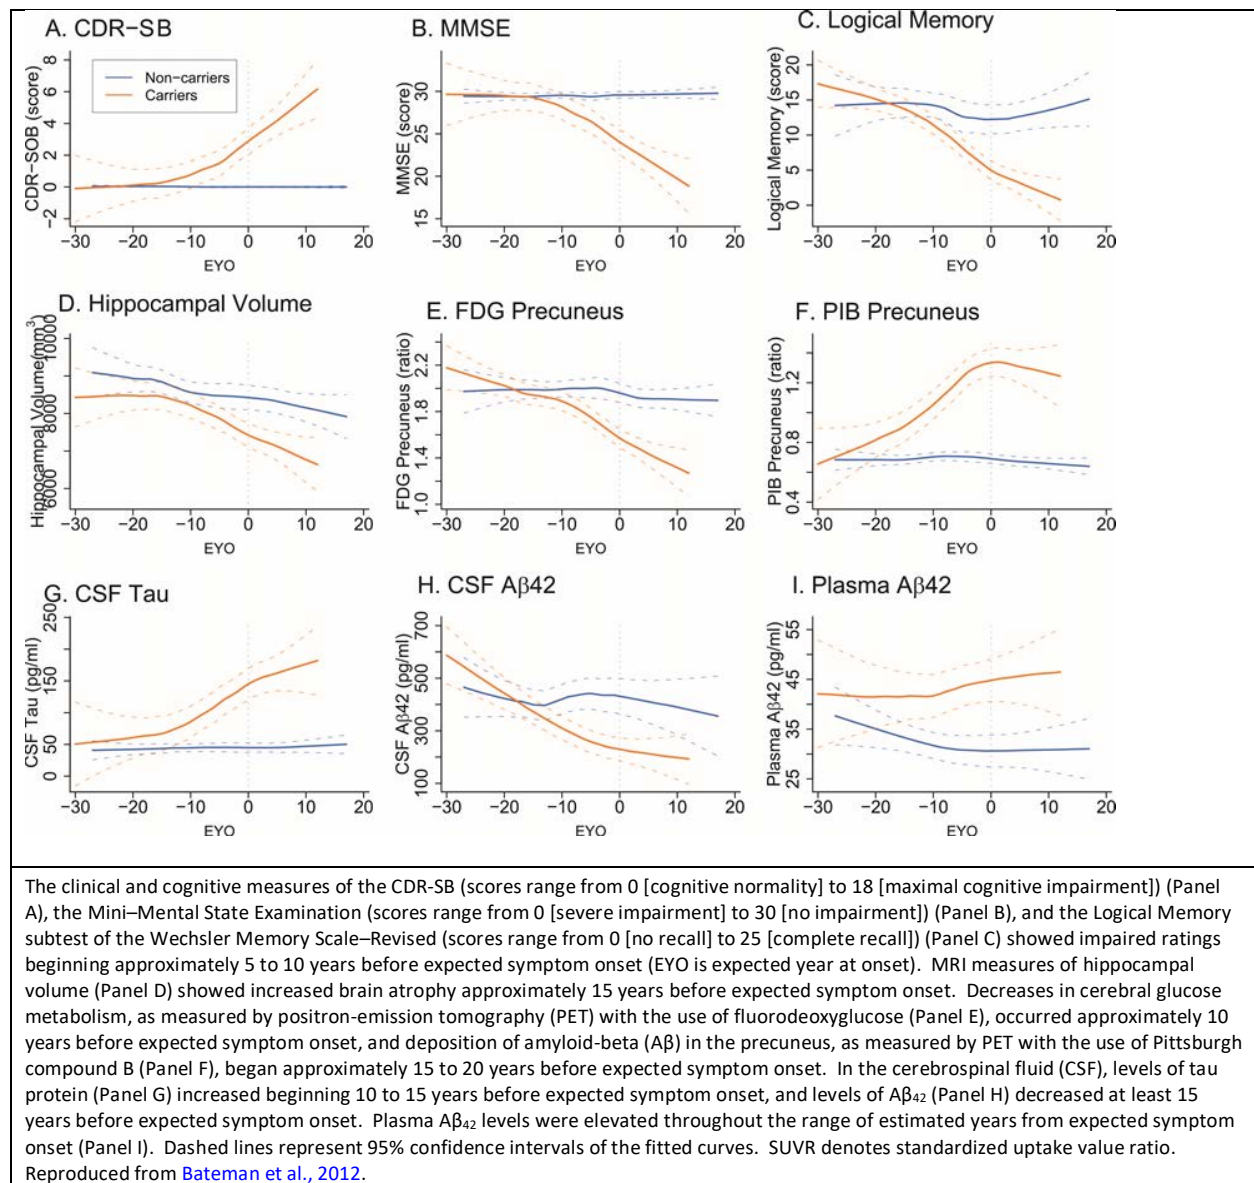 A. CDR−SB
B. MMSE
C. Logical Memory
CDR−SOB (score)
8
6
4
2
0
−2
Non−carriers
Carriers
−30 −20 −10 0 10 20
EYO
MMSE (score)
30
25
20
15
−30 −20 −10 0 10 20
EYO
Logical Memory (score)
20
15
10
5
0
−30 −20 −10 0 10 20
EYO
D. Hippocampal Volume
E. FDG Precuneus
F. PIB Precuneus
Hippocampal Volume(mm3)
10000
8000
6000
−30 −20 −10 0 10 20
EYO
FDG Precuneus (ratio)
2.2
1.8
1.4
1.0
−30 −20 −10 0 10 20
EYO
PIB Precuneus (ratio)
1.2
0.8
0.4
−30 −20 −10 0 10 20
EYO
G. CSF Tau
H. CSF Aβ42
I. Plasma Aβ42
CSF Tau (pg/ml)
250
150
50
0
−30 −20 −10 0 10 20
EYO
CSF Aβ42 (pg/ml)
700
500
300
100
−30 −20 −10 0 10 20
EYO
Plasma Aβ42 (pg/ml)
55
45
35
25
−30 −20 −10 0 10 20
EYO
The clinical and cognitive measures of the CDR-SB (scores range from 0 [cognitive normality] to 18 [maximal cognitive impairment]) (Panel
A), the Mini–Mental State Examination (scores range from 0 [severe impairment] to 30 [no impairment]) (Panel B), and the Logical Memory
subtest of the Wechsler Memory Scale–Revised (scores range from 0 [no recall] to 25 [complete recall]) (Panel C) showed impaired ratings
beginning approximately 5 to 10 years before expected symptom onset (EYO is expected year at onset). MRI measures of hippocampal
volume (Panel D) showed increased brain atrophy approximately 15 years before expected symptom onset. Decreases in cerebral glucose
metabolism, as measured by positron-emission tomography (PET) with the use of fluorodeoxyglucose (Panel E), occurred approximately 10
years before expected symptom onset, and deposition of amyloid-beta (Aβ) in the precuneus, as measured by PET with the use of Pittsburgh
compound B (Panel F), began approximately 15 to 20 years before expected symptom onset. In the cerebrospinal fluid (CSF), levels of tau
protein (Panel G) increased beginning 10 to 15 years before expected symptom onset, and levels of Aβ₄₂ (Panel H) decreased at least 15
years before expected symptom onset. Plasma Aβ₄₂ levels were elevated throughout the range of estimated years from expected symptom
onset (Panel I). Dashed lines represent 95% confidence intervals of the fitted curves. SUVR denotes standardized uptake value ratio.
Reproduced from Bateman et al., 2012.